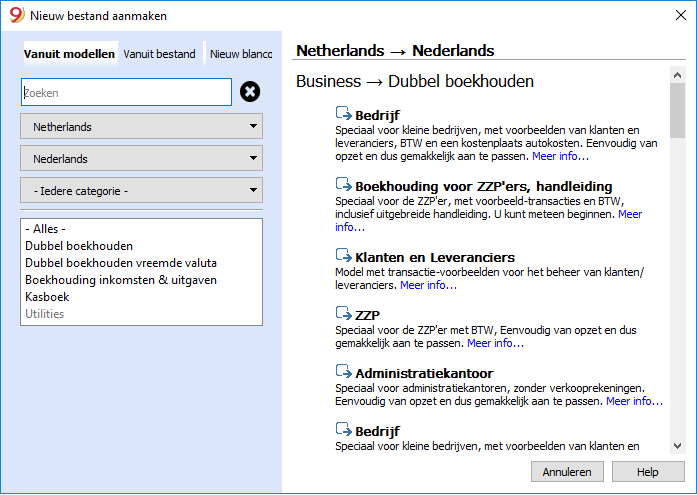 Nieuw bestand aanmaken
Vanuit modellen Vanuit bestand Nieuw blanco
Zoeken
Netherlands
Nederlands
- Iedere categorie -
- Alles -
Dubbel boekhouden
Dubbel boekhouden vreemde valuta
Boekhouding inkomsten & uitgaven
Kasboek
Utilities
Netherlands → Nederlands
Business → Dubbel boekhouden
Bedrijf
Speciaal voor kleine bedrijven, met voorbeelden van klanten en
leveranciers, BTW en een kostenplaats autokosten. Eenvoudig van
opzet en dus gemakkelijk aan te passen. Meer info...
Boekhouding voor ZZP'ers, handleiding
Speciaal voor de ZZP'er, met voorbeeld-transacties en BTW,
inclusief uitgebreide handleiding. U kunt meteen beginnen. Meer
info...
Klanten en Leveranciers
Model met transactie-voorbeelden voor het beheer van klanten/
leveranciers. Meer info...
ZZP
Speciaal voor de ZZP'er met BTW, Eenvoudig van opzet en dus
gemakkelijk aan te passen. Meer info...
Administratiekantoor
Speciaal voor administratiekantoren, zonder verkooprekeningen.
Eenvoudig van opzet en dus gemakkelijk aan te passen. Meer info...
Bedrijf
Speciaal voor kleine bedrijven, met voorbeelden van klanten en
Annuleren Help